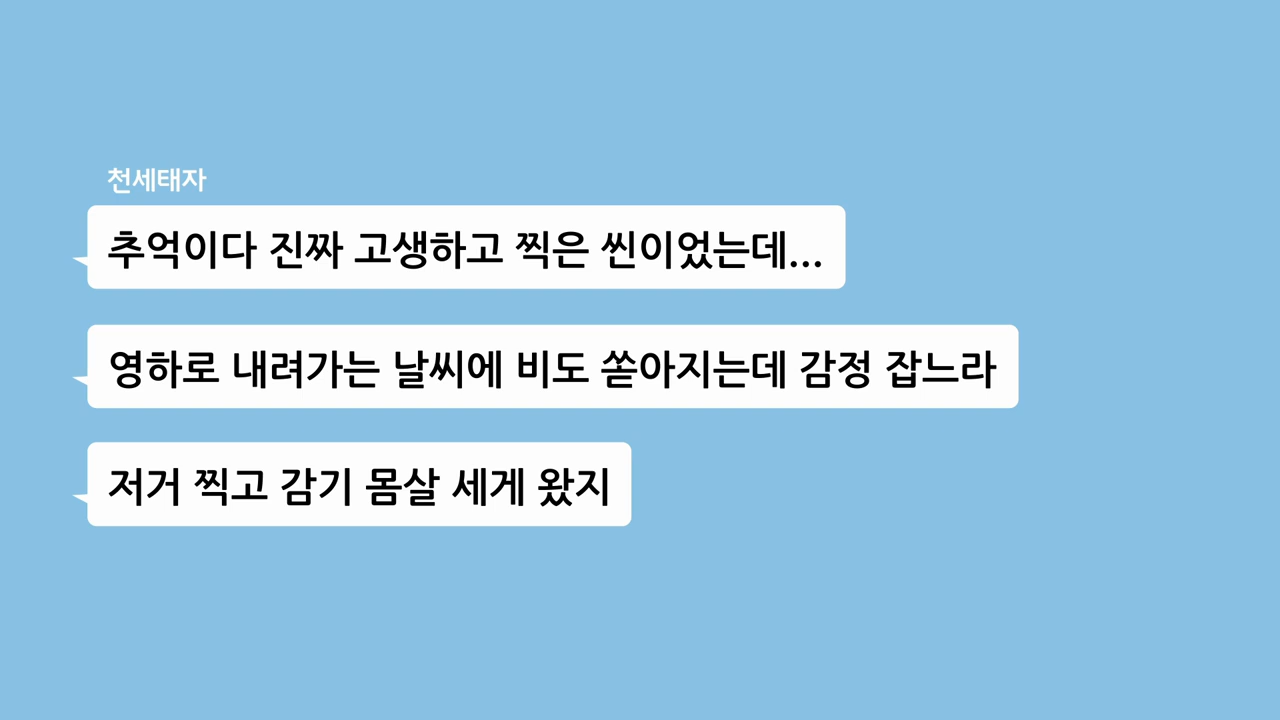 천세태자
추억이다 진짜 고생하고 찍은 씬이었는데...
영하로 내려가는 날씨에 비도 쏟아지는데 감정 잡느라
저거 찍고 감기 몸살 세게 왔지